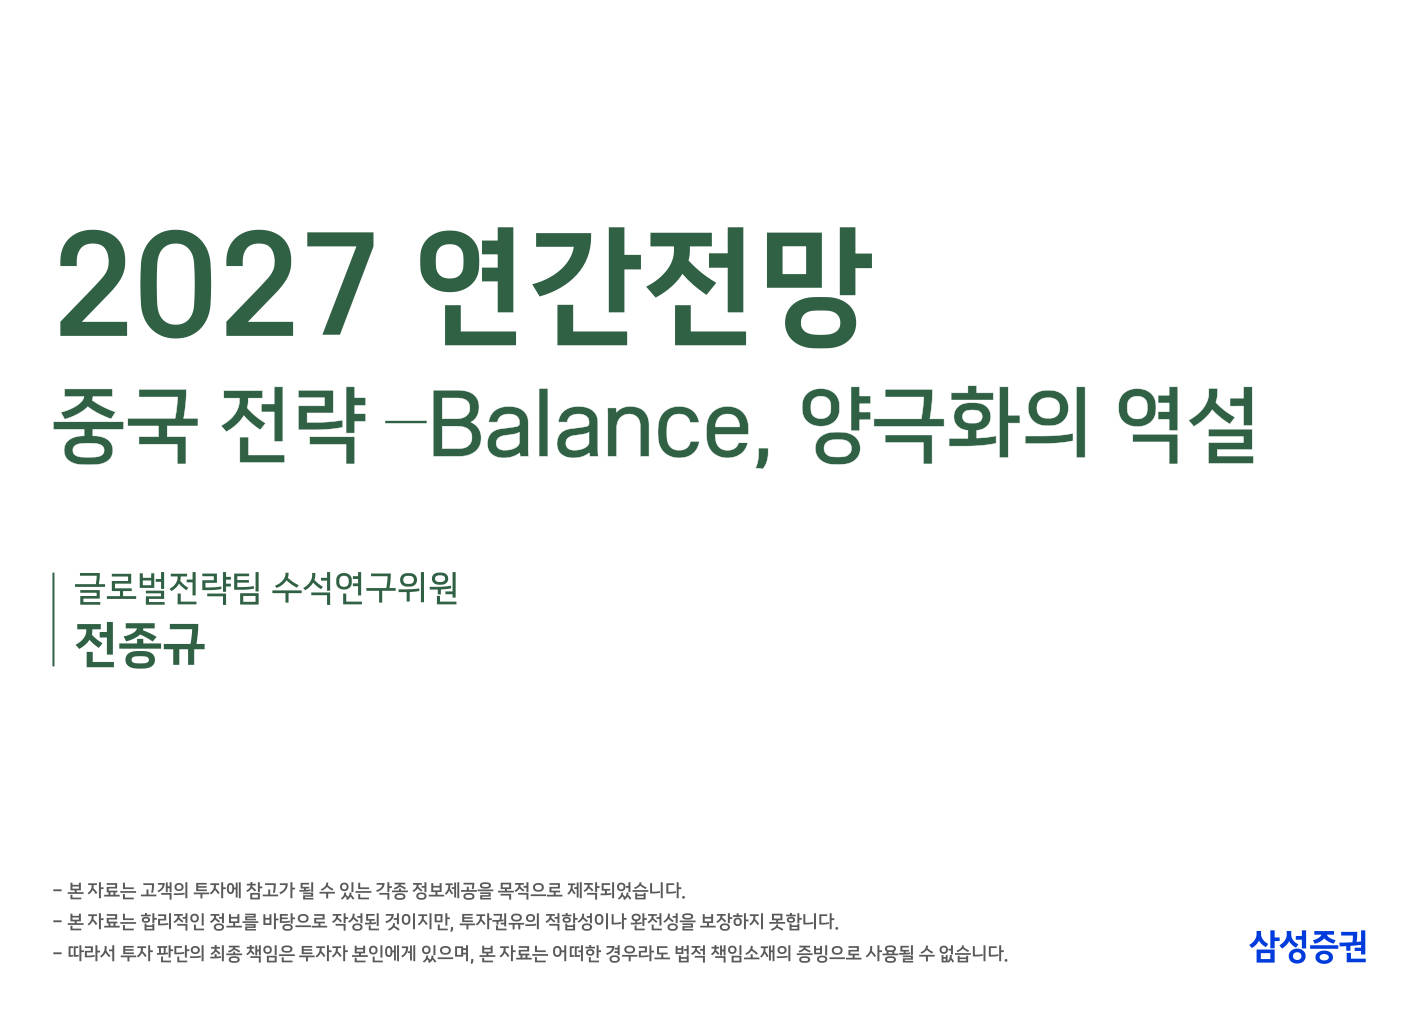 2027 연간전망
중국 전략 –Balance, 양극화의 역설
글로벌전략팀 수석연구위원
전종규
- 본 자료는 고객의 투자에 참고가 될 수 있는 각종 정보제공을 목적으로 제작되었습니다.
- 본 자료는 합리적인 정보를 바탕으로 작성된 것이지만, 투자권유의 적합성이나 완전성을 보장하지 못합니다.
- 따라서 투자 판단의 최종 책임은 투자자 본인에게 있으며, 본 자료는 어떠한 경우라도 법적 책임소재의 증빙으로 사용될 수 없습니다.
삼성증권